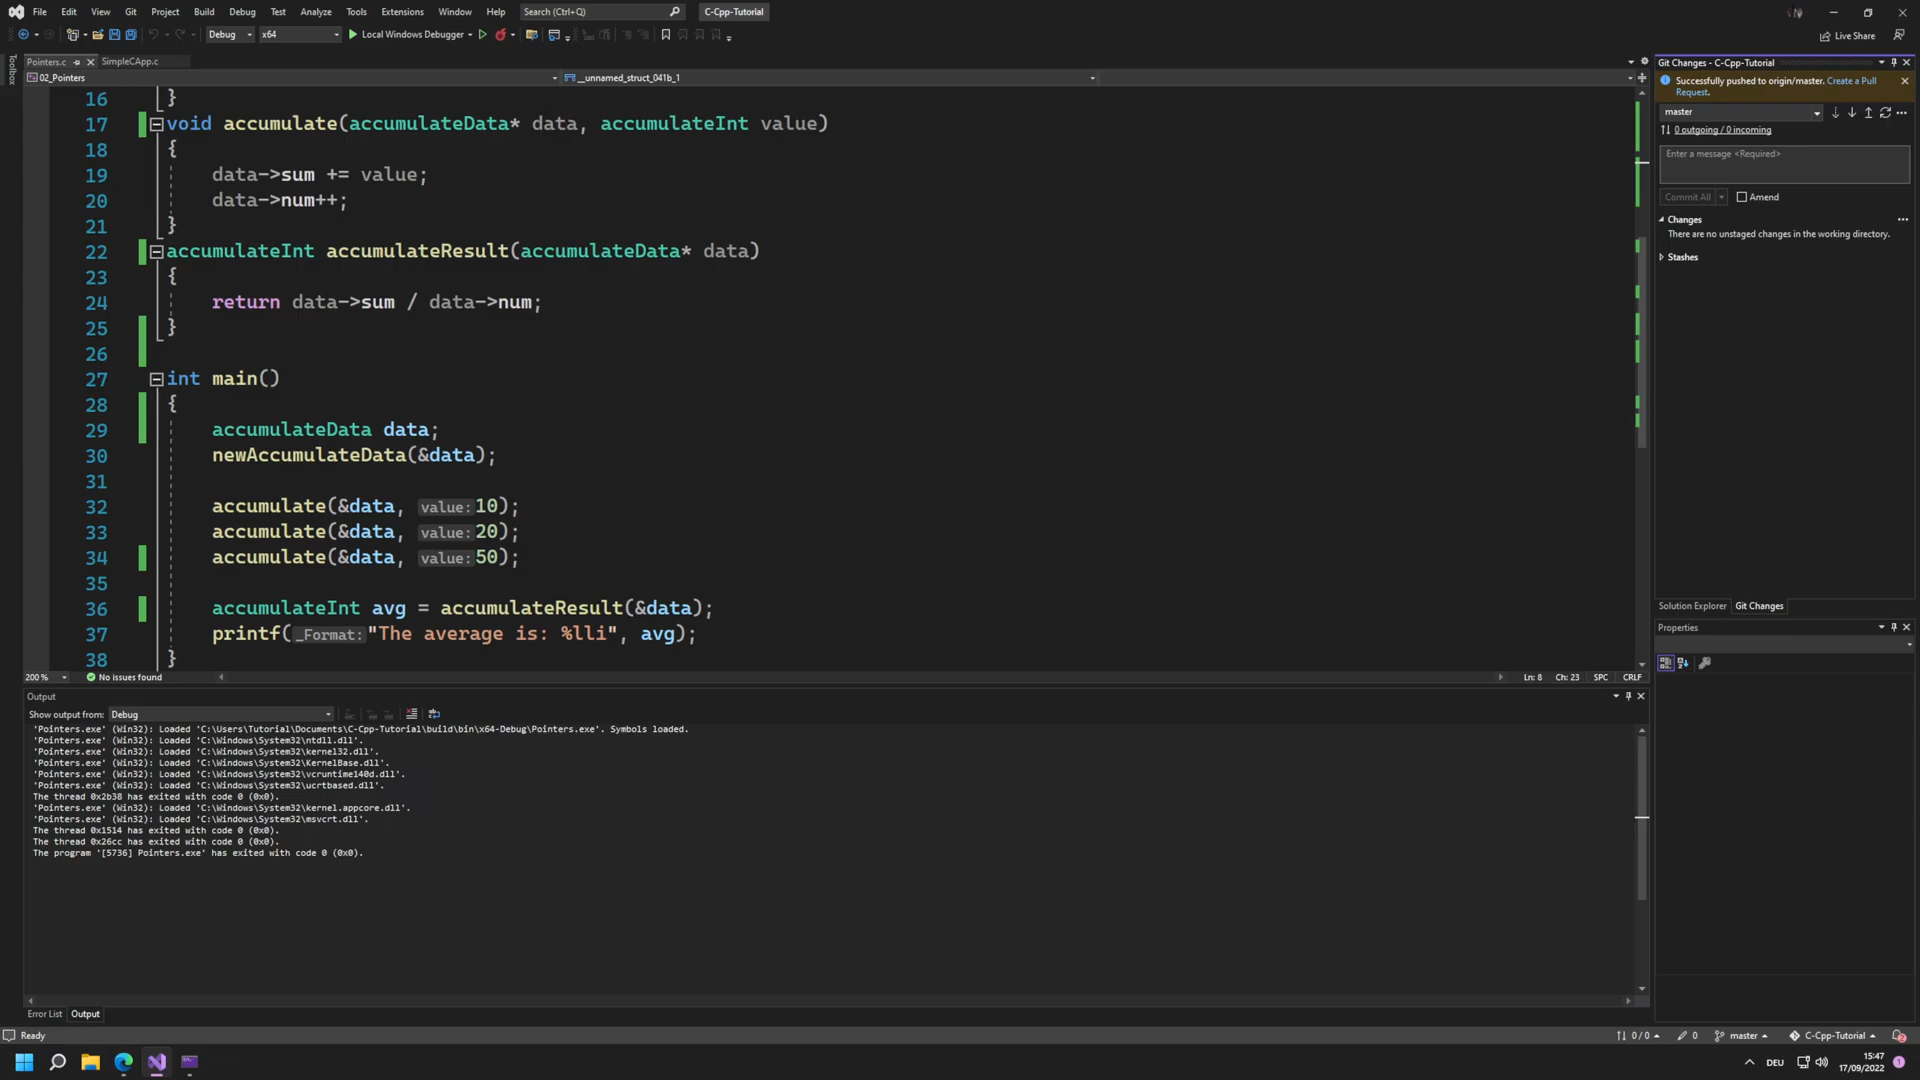 File Edit View Git Project Build Debug Test Analyze Tools Extensions Window Help Search (Ctrl+Q) C-Cpp-Tutorial
Debug x64 Local Windows Debugger Live Share
Pointers.c SimpleCApp.c
02_Pointers __unnamed_struct_041b_1
16 }
17 void accumulate(accumulateData* data, accumulateInt value)
18 {
19 data->sum += value;
20 data->num++;
21 }
22 accumulateInt accumulateResult(accumulateData* data)
23 {
24 return data->sum / data->num;
25 }
26
27 int main()
28 {
29 accumulateData data;
30 newAccumulateData(&data);
31
32 accumulate(&data, value: 10);
33 accumulate(&data, value: 20);
34 accumulate(&data, value: 50);
35
36 accumulateInt avg = accumulateResult(&data);
37 printf(_Format: "The average is: %lli", avg);
38 }
200 % No issues found Ln: 8 Ch: 23 SPC CRLF
Output
Show output from: Debug
'Pointers.exe' (Win32): Loaded 'C:\Users\Tutorial\Documents\C-Cpp-Tutorial\build\bin\x64-Debug\Pointers.exe'. Symbols loaded.
'Pointers.exe' (Win32): Loaded 'C:\Windows\System32\ntdll.dll'.
'Pointers.exe' (Win32): Loaded 'C:\Windows\System32\kernel32.dll'.
'Pointers.exe' (Win32): Loaded 'C:\Windows\System32\KernelBase.dll'.
'Pointers.exe' (Win32): Loaded 'C:\Windows\System32\vcruntime140d.dll'.
'Pointers.exe' (Win32): Loaded 'C:\Windows\System32\ucrtbased.dll'.
The thread 0x2b38 has exited with code 0 (0x0).
'Pointers.exe' (Win32): Loaded 'C:\Windows\System32\kernel.appcore.dll'.
'Pointers.exe' (Win32): Loaded 'C:\Windows\System32\msvcrt.dll'.
The thread 0x1514 has exited with code 0 (0x0).
The thread 0x26cc has exited with code 0 (0x0).
The program '[5736] Pointers.exe' has exited with code 0 (0x0).
Error List Output
Git Changes - C-Cpp-Tutorial
Successfully pushed to origin/master. Create a Pull
Request.
master
0 outgoing / 0 incoming
Enter a message <Required>
Commit All Amend
Changes
There are no unstaged changes in the working directory.
Stashes
Solution Explorer Git Changes
Properties
Toolbox
Ready 0 / 0 0 master C-Cpp-Tutorial 2
DEU 15:47 1
17/09/2022